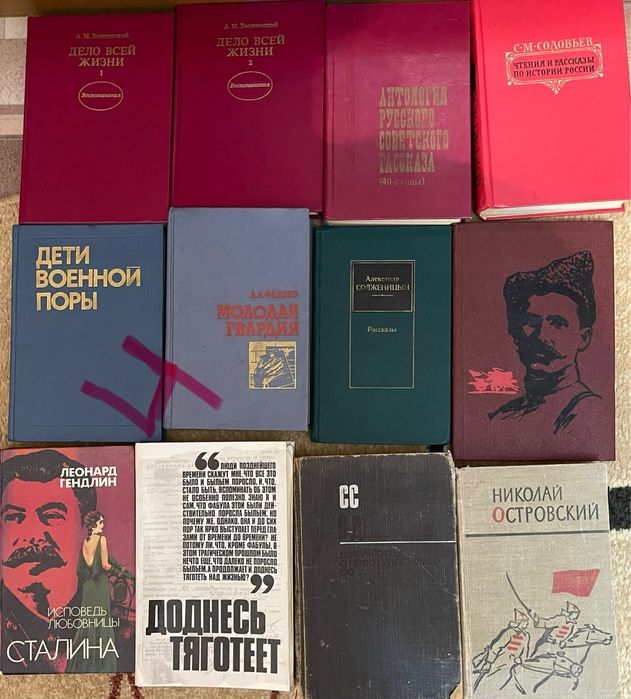 А. М. Василевский
ДЕЛО ВСЕЙ
ЖИЗНИ
1
Воспоминания
А. М. Василевский
ДЕЛО ВСЕЙ
ЖИЗНИ
2
Воспоминания
АНТОЛОГИЯ
РУССКОГО
СОВЕТСКОГО
РАССКАЗА
(40-е годы)
С·М·СОЛОВЬЕВ
ЧТЕНИЯ И РАССКАЗЫ
ПО ИСТОРИИ РОССИИ
ДЕТИ
ВОЕННОЙ
ПОРЫ
А.А.ФАДЕЕВ
МОЛОДАЯ
ГВАРДИЯ
Александр
СОЛЖЕНИЦЫН
Рассказы
4
ЛЕОНАРД
ГЕНДЛИН
ИСПОВЕДЬ
ЛЮБОВНИЦЫ
СТАЛИНА
“ЛЮДИ ПОЗДНЕЙШЕГО
ВРЕМЕНИ СКАЖУТ МНЕ, ЧТО ВСЕ ЭТО
БЫЛО И БЫЛЬЕМ ПОРОСЛО, И, ЧТО,
СТАЛО БЫТЬ, ВСПОМИНАТЬ ОБ ЭТОМ
НЕ ОСОБЕННО ПОЛЕЗНО. ЗНАЮ Я И
САМ, ЧТО ФАБУЛА ЭТОЙ БЫЛИ ДЕЙ-
СТВИТЕЛЬНО ПОРОСЛА БЫЛЬЕМ, НО
ПОЧЕМУ ЖЕ, ОДНАКО, ОНА И ДО СИХ
ПОР ТАК ЯРКО ВЫСТУПАЕТ ПЕРЕД ГЛА-
ЗАМИ ОТ ВРЕМЕНИ ДО ВРЕМЕНИ? НЕ
ПОТОМУ ЛИ, ЧТО, КРОМЕ ФАБУЛЫ, В
ЭТОМ ТРАГИЧЕСКОМ ПРОШЛОМ БЫЛО
НЕЧТО ЕЩЕ, ЧТО ДАЛЕКО НЕ ПОРОСЛО
БЫЛЬЕМ, А ПРОДОЛЖАЕТ И ДОДНЕСЬ
ТЯГОТЕТЬ НАД ЖИЗНЬЮ?”
ДОДНЕСЬ
ТЯГОТЕЕТ
СС
НИКОЛАЙ
ОСТРОВСКИЙ